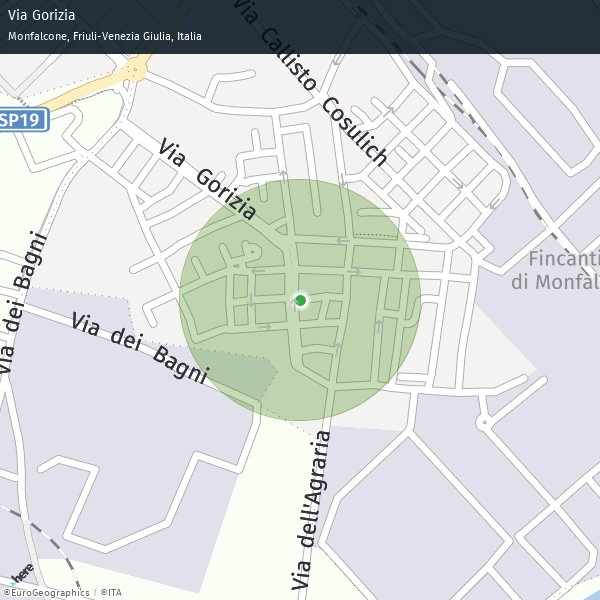 Via Gorizia
Monfalcone, Friuli-Venezia Giulia, Italia
Via Callisto Cosulich
SP19
Via Gorizia
Via dei Bagni
Fincanti
di Monfal
Via dei Bagni
Via dell'Agraria
here
©EuroGeographics | ©ITA